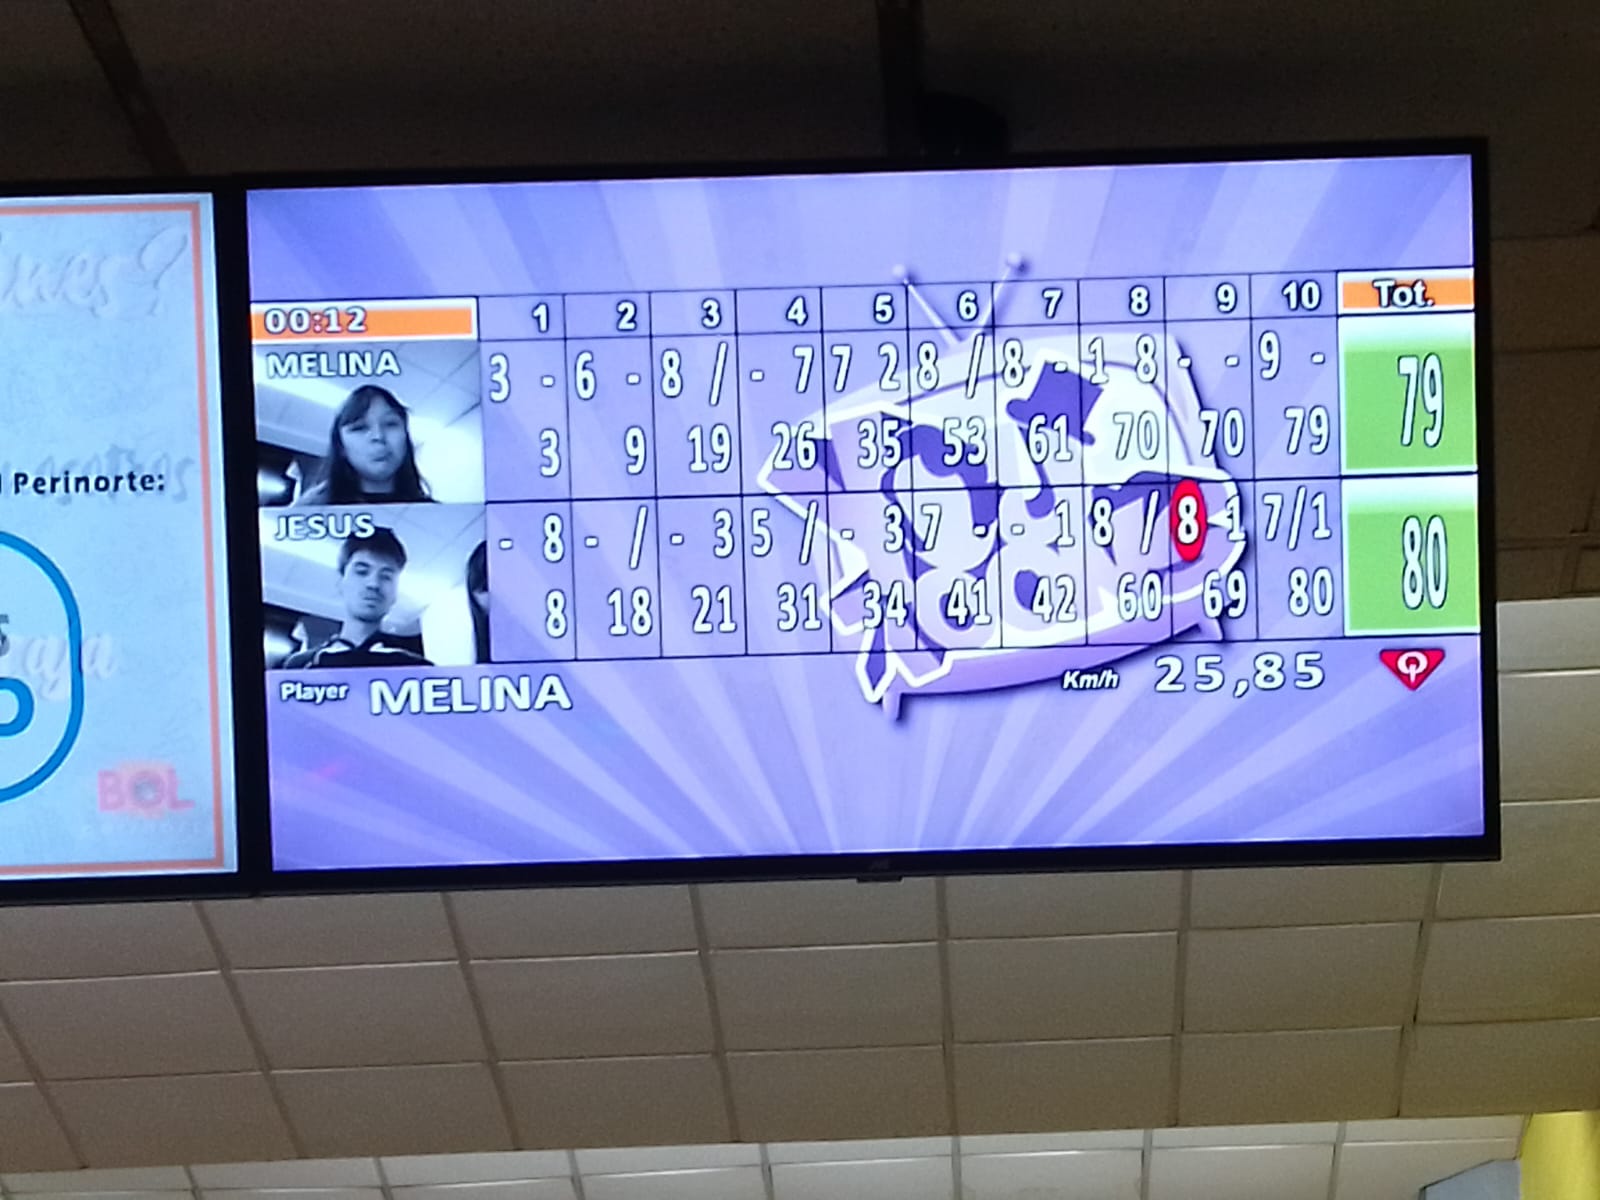 Perinorte:
BOL
00:12 1 2 3 4 5 6 7 8 9 10 Tot.
MELINA 3 - 6 - 8 / - 7 7 2 8 / 8 - 1 8 - - 9 - 79
3 9 19 26 35 53 61 70 70 79
JESUS - 8 - / - 3 5 / - 3 7 - - 1 8 / 8 1 7/1 80
8 18 21 31 34 41 42 60 69 80
Player MELINA Km/h 25,85